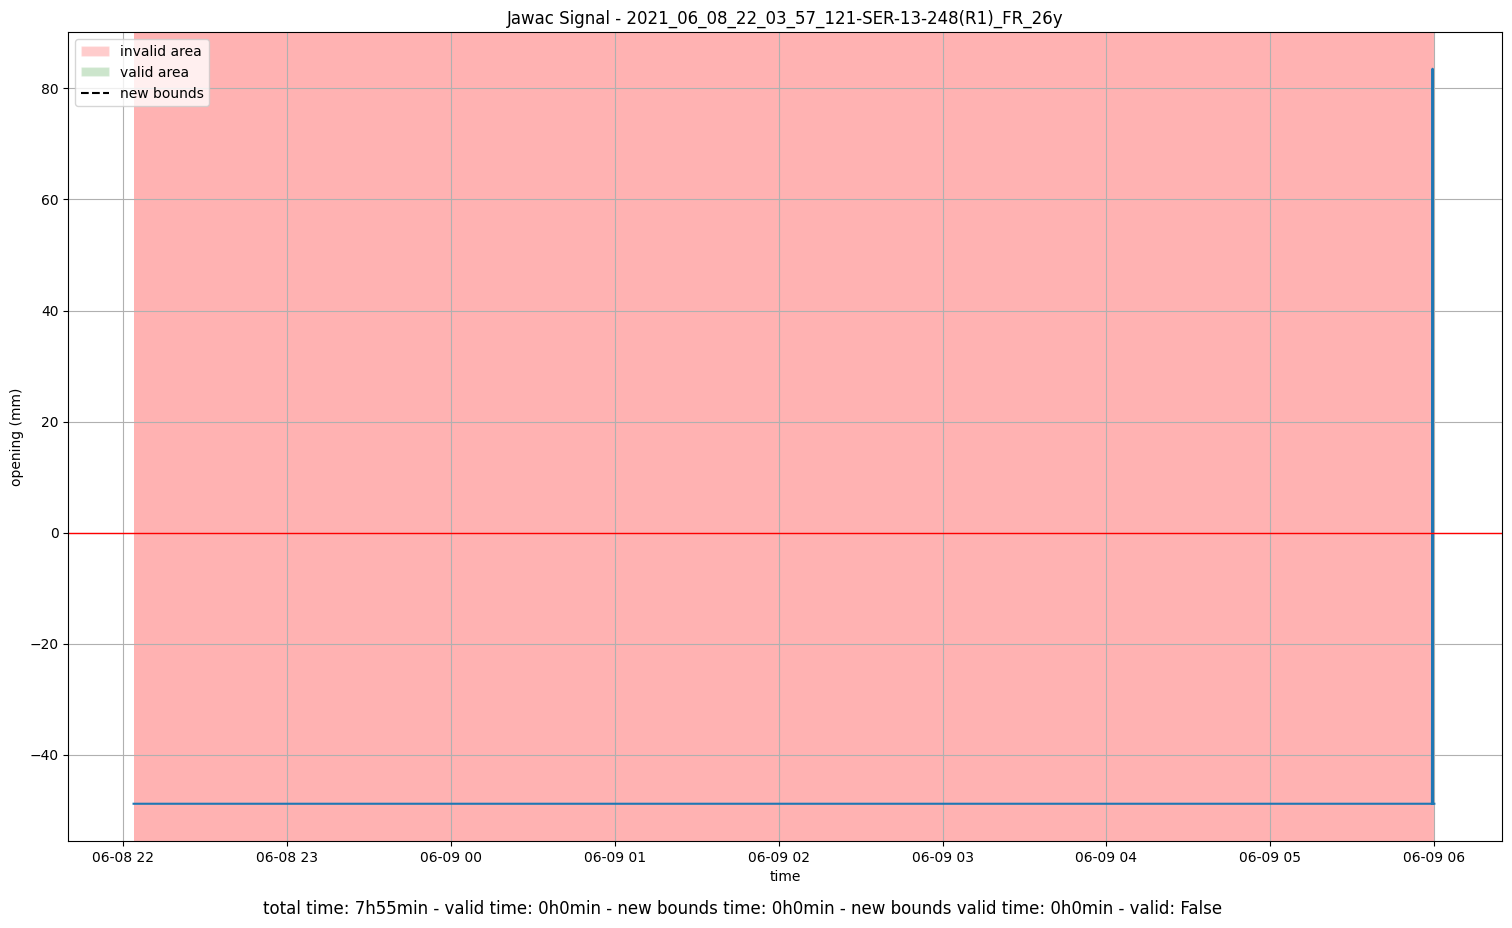 Jawac Signal - 2021_06_08_22_03_57_121-SER-13-248(R1)_FR_26y
invalid area
valid area
new bounds
80
60
40
20
0
−20
−40
opening (mm)
06-08 22 06-08 23 06-09 00 06-09 01 06-09 02 06-09 03 06-09 04 06-09 05 06-09 06
time
total time: 7h55min - valid time: 0h0min - new bounds time: 0h0min - new bounds valid time: 0h0min - valid: False